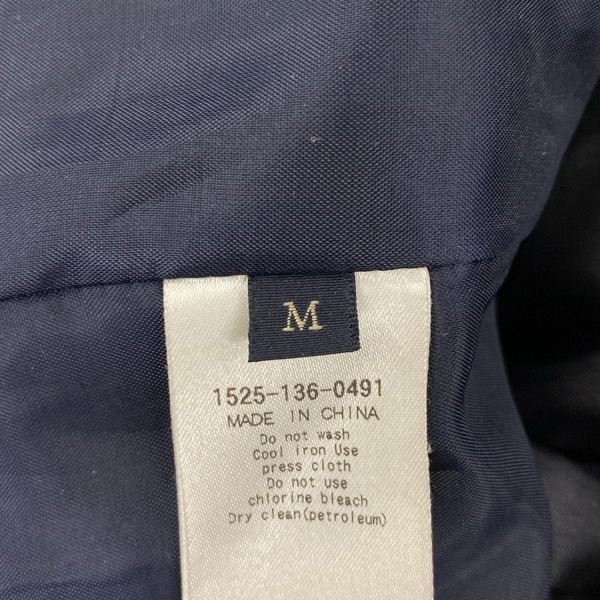 M
1525-136-0491
MADE IN CHINA
Do not wash
Cool iron Use
press cloth
Do not use
chlorine bleach
Dry clean(petroleum)